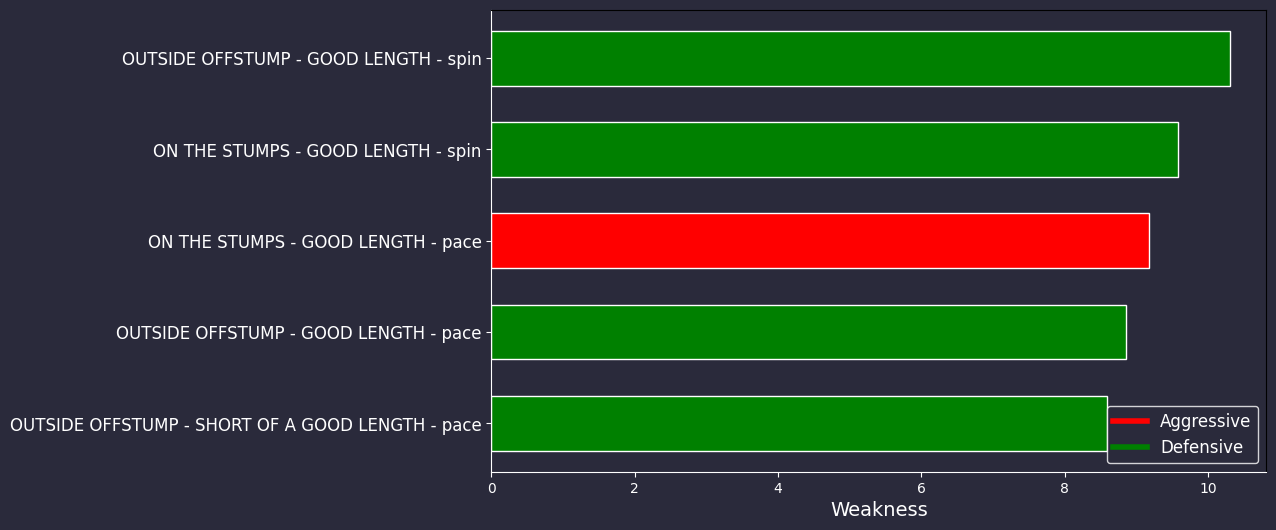 OUTSIDE OFFSTUMP - GOOD LENGTH - spin
ON THE STUMPS - GOOD LENGTH - spin
ON THE STUMPS - GOOD LENGTH - pace
OUTSIDE OFFSTUMP - GOOD LENGTH - pace
OUTSIDE OFFSTUMP - SHORT OF A GOOD LENGTH - pace
Aggressive
Defensive
0 2 4 6 8 10
Weakness